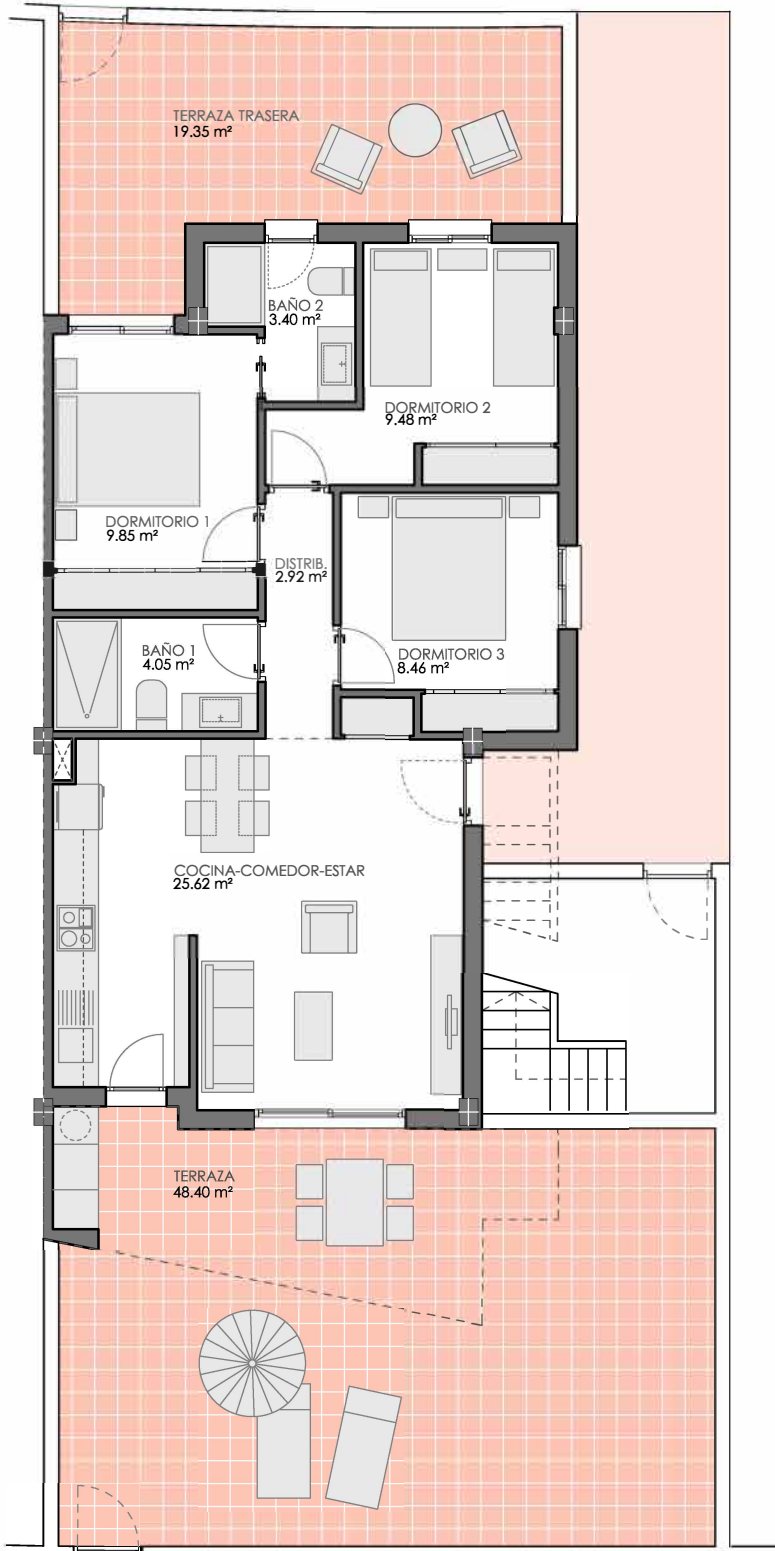 TERRAZA TRASERA
19.35 m²
BAÑO 2
3.40 m²
DORMITORIO 2
9.48 m²
DORMITORIO 1
9.85 m²
DISTRIB.
2.92 m²
BAÑO 1
4.05 m²
DORMITORIO 3
8.46 m²
COCINA-COMEDOR-ESTAR
25.62 m²
TERRAZA
48.40 m²